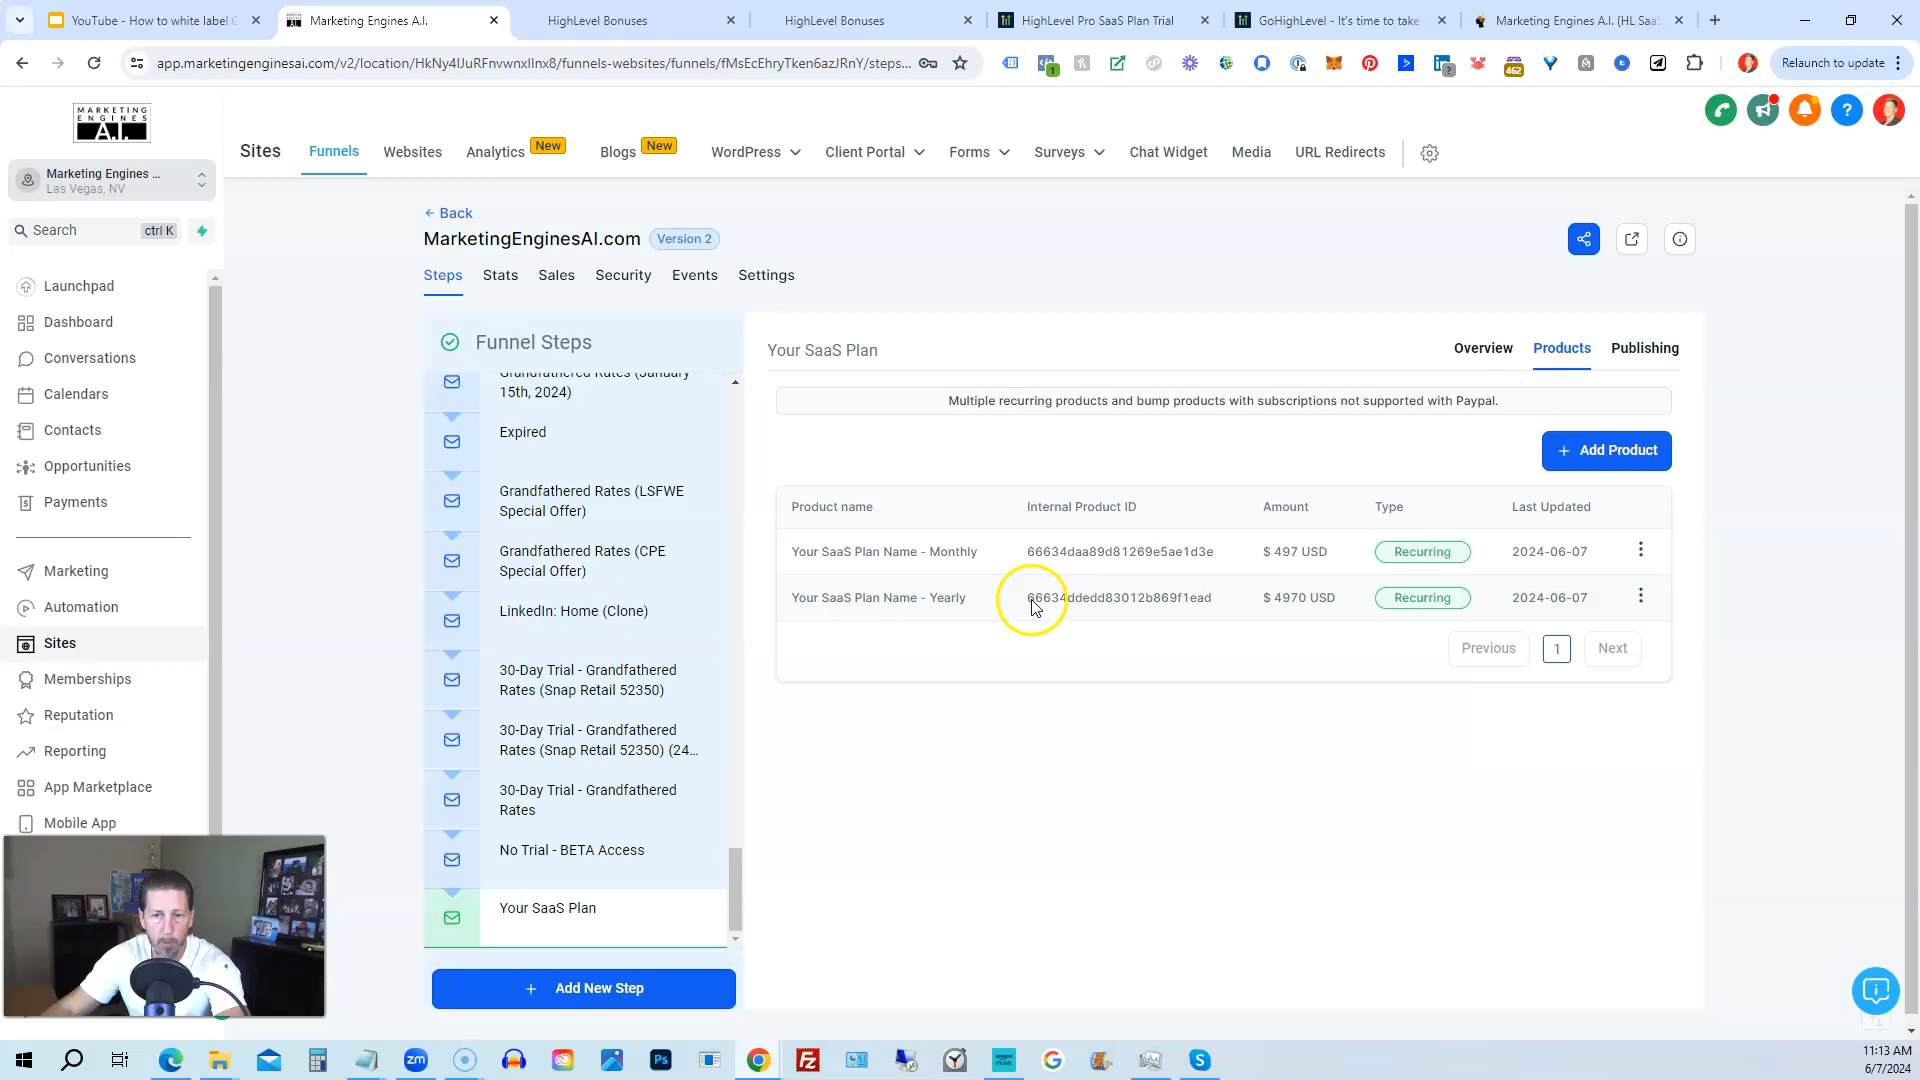 YouTube - How to white label G
Marketing Engines A.I.
HighLevel Bonuses
HighLevel Bonuses
HighLevel Pro SaaS Plan Trial
GoHighLevel - It's time to take
Marketing Engines A.I. (HL SaaS
app.marketingenginesai.com/v2/location/HkNy4IJuRFnvwnxlInx8/funnels-websites/funnels/fMsEcEhryTken6azJRnY/steps...
Relaunch to update
MARKETING
ENGINES
A.I.
Marketing Engines ...
Las Vegas, NV
Search
ctrl K
Launchpad
Dashboard
Conversations
Calendars
Contacts
Opportunities
Payments
Marketing
Automation
Sites
Memberships
Reputation
Reporting
App Marketplace
Mobile App
Sites
Funnels
Websites
Analytics New
Blogs New
WordPress
Client Portal
Forms
Surveys
Chat Widget
Media
URL Redirects
← Back
MarketingEnginesAI.com Version 2
Steps
Stats
Sales
Security
Events
Settings
Funnel Steps
Grandfathered Rates (January
15th, 2024)
Expired
Grandfathered Rates (LSFWE
Special Offer)
Grandfathered Rates (CPE
Special Offer)
LinkedIn: Home (Clone)
30-Day Trial - Grandfathered
Rates (Snap Retail 52350)
30-Day Trial - Grandfathered
Rates (Snap Retail 52350) (24...
30-Day Trial - Grandfathered
Rates
No Trial - BETA Access
Your SaaS Plan
+ Add New Step
Your SaaS Plan
Overview
Products
Publishing
Multiple recurring products and bump products with subscriptions not supported with Paypal.
+ Add Product
Product name Internal Product ID Amount Type Last Updated
Your SaaS Plan Name - Monthly 66634daa89d81269e5ae1d3e $ 497 USD Recurring 2024-06-07
Your SaaS Plan Name - Yearly 66634ddedd83012b869f1ead $ 4970 USD Recurring 2024-06-07
Previous 1 Next
11:13 AM
6/7/2024